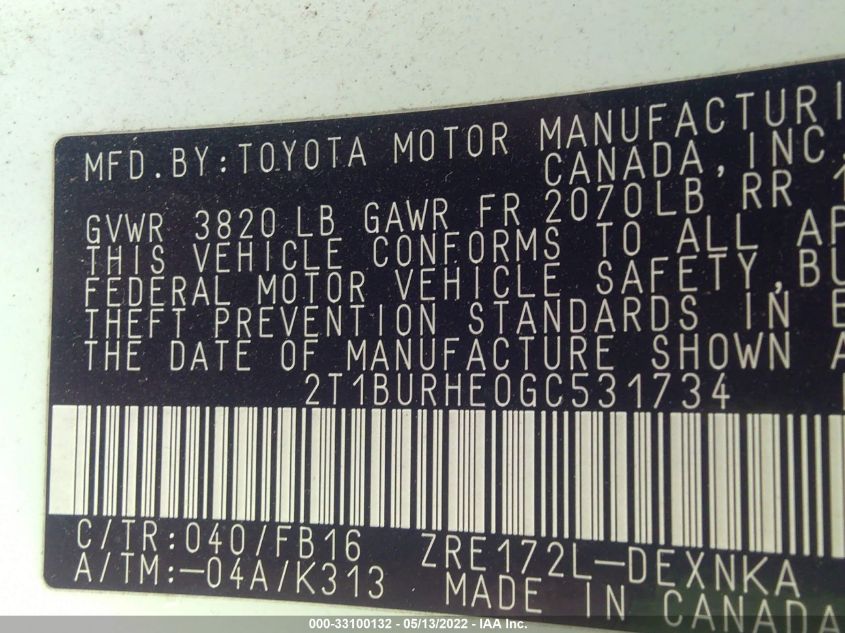 MFD.BY:TOYOTA MOTOR MANUFACTURI
CANADA,INC.
GVWR 3820 LB GAWR FR 2070LB RR 1
THIS VEHICLE CONFORMS TO ALL AP
FEDERAL MOTOR VEHICLE SAFETY,BU
THEFT PREVENTION STANDARDS IN E
THE DATE OF MANUFACTURE SHOWN A
2T1BURHE0GC531734
C/TR:040/FB16 ZRE172L-DEXNKA
A/TM:-04A/K313 MADE IN CANADA
000-33100132 - 05/13/2022 - IAA Inc.